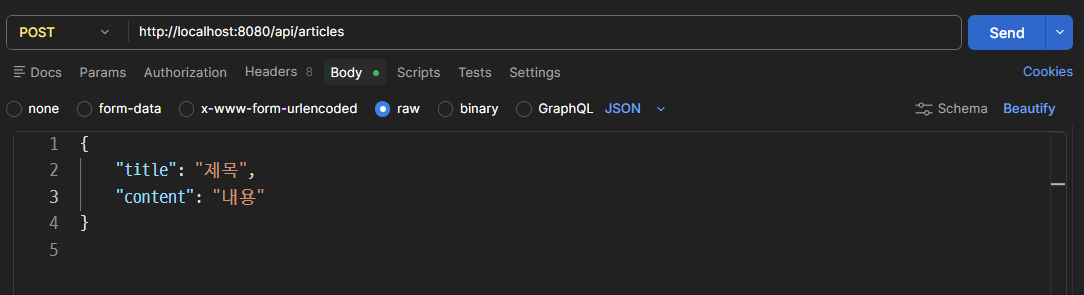 POST http://localhost:8080/api/articles Send
Docs Params Authorization Headers 8 Body Scripts Tests Settings Cookies
none form-data x-www-form-urlencoded raw binary GraphQL JSON Schema Beautify
1 {
2 "title": "제목",
3 "content": "내용"
4 }
5